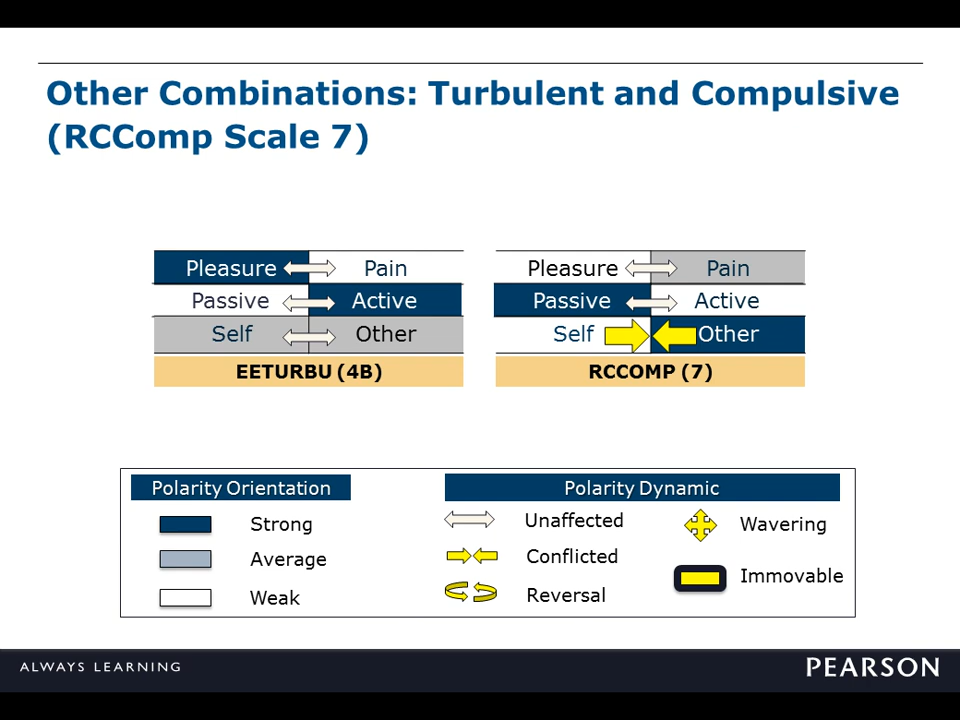 Other Combinations: Turbulent and Compulsive
(RCComp Scale 7)
Pleasure Pain
Passive Active
Self Other
EETURBU (4B)
Pleasure Pain
Passive Active
Self Other
RCCOMP (7)
Polarity Orientation
Strong
Average
Weak
Polarity Dynamic
Unaffected
Conflicted
Reversal
Wavering
Immovable
ALWAYS LEARNING
PEARSON